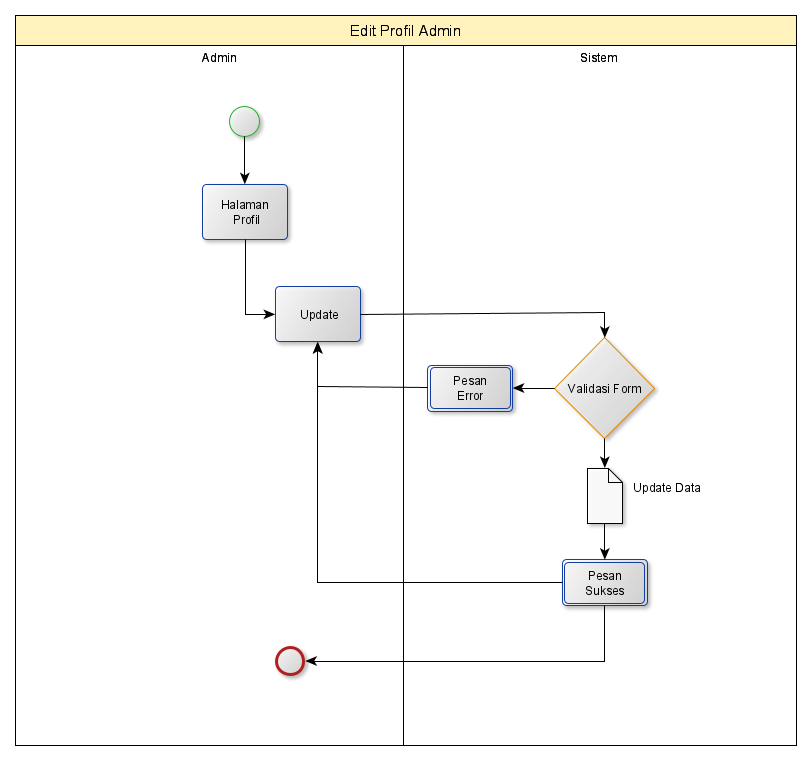 Edit Profil Admin
Admin
Sistem
Halaman
Profil
Update
Pesan
Error
Validasi Form
Update Data
Pesan
Sukses